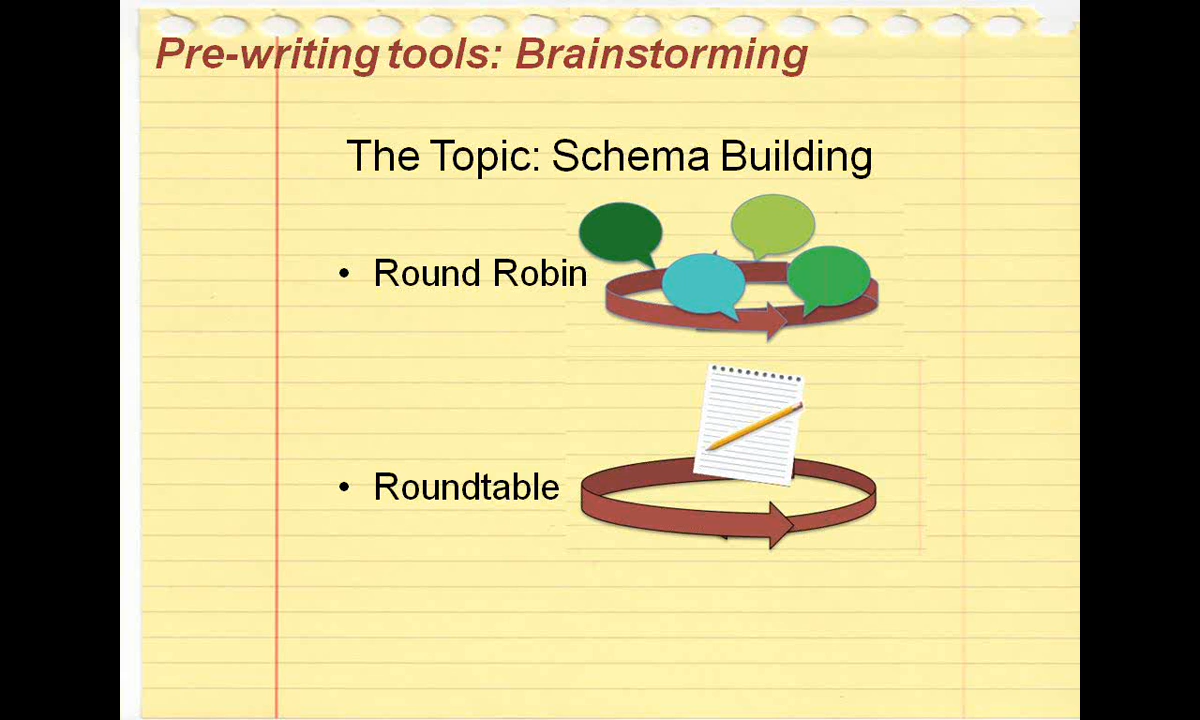 Pre-writing tools: Brainstorming
The Topic: Schema Building
• Round Robin
• Roundtable